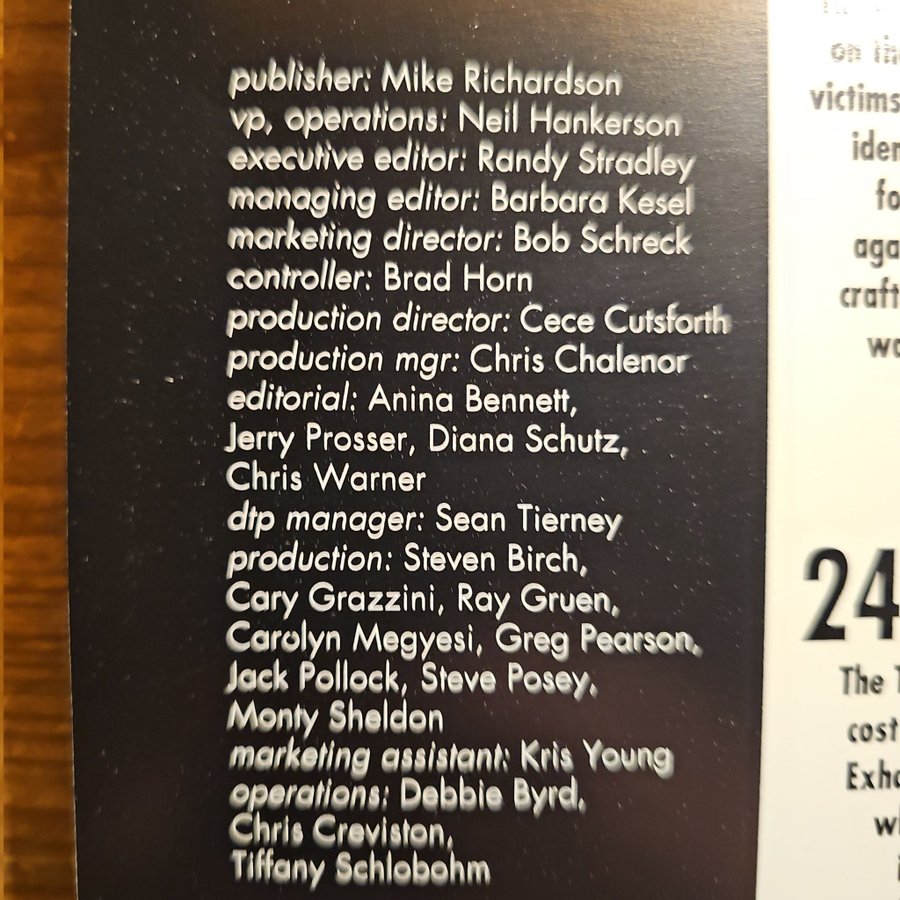 publisher: Mike Richardson
vp, operations: Neil Hankerson
executive editor: Randy Stradley
managing editor: Barbara Kesel
marketing director: Bob Schreck
controller: Brad Horn
production director: Cece Cutsforth
production mgr: Chris Chalenor
editorial: Anina Bennett,
Jerry Prosser, Diana Schutz,
Chris Warner
dtp manager: Sean Tierney
production: Steven Birch,
Cary Grazzini, Ray Gruen,
Carolyn Megyesi, Greg Pearson,
Jack Pollock, Steve Posey,
Monty Sheldon
marketing assistant: Kris Young
operations: Debbie Byrd,
Chris Creviston,
Tiffany Schlobohm
on
victims
24
The
cost